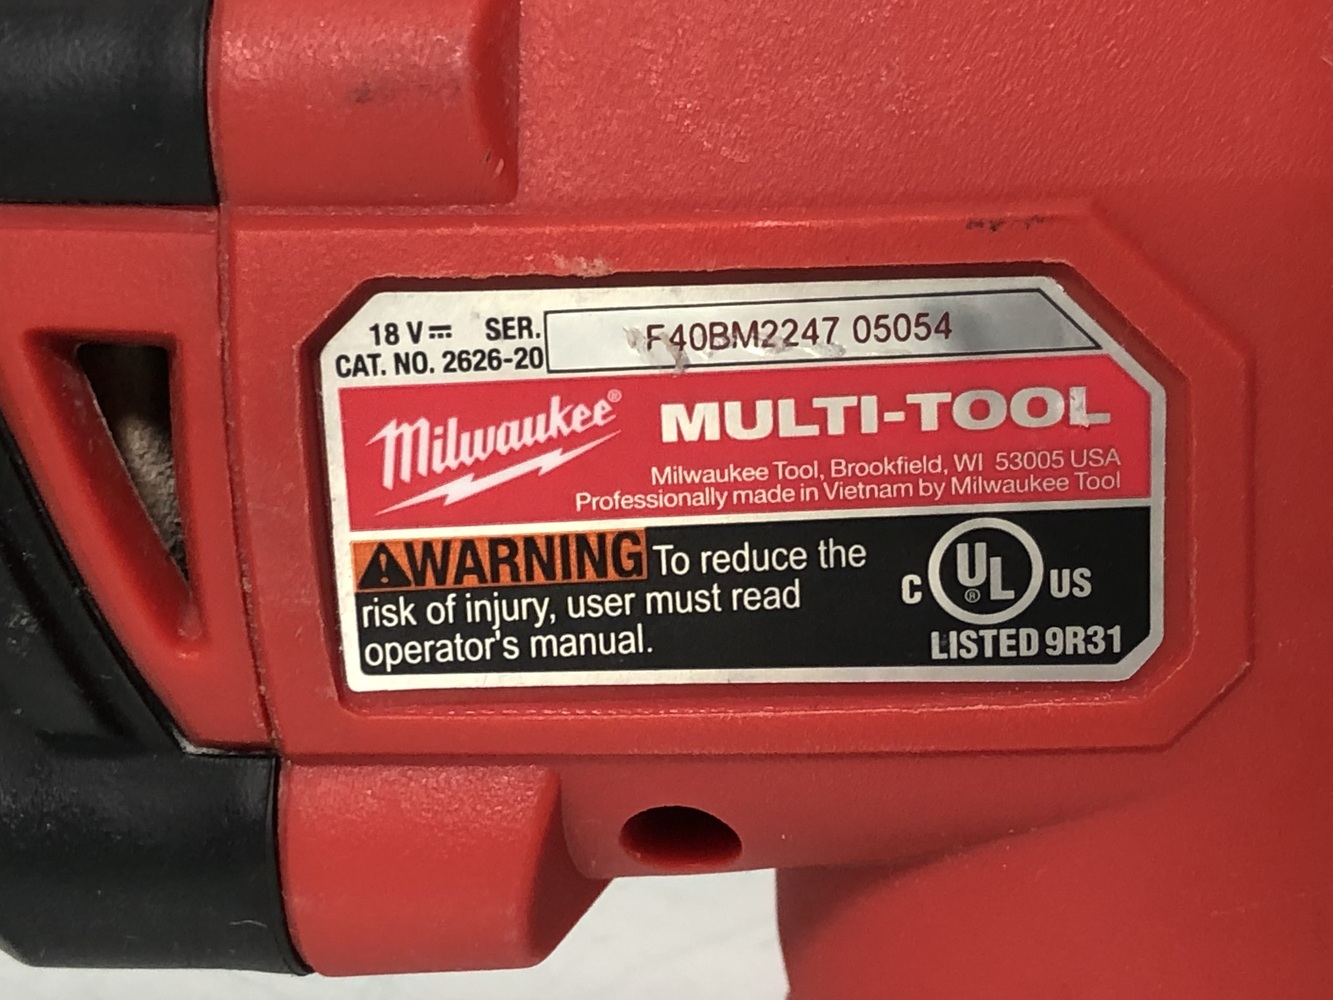 18 V⎓ SER. F40BM2247 05054
CAT. NO. 2626-20
Milwaukee® MULTI-TOOL
Milwaukee Tool, Brookfield, WI 53005 USA
Professionally made in Vietnam by Milwaukee Tool
⚠WARNING To reduce the
risk of injury, user must read
operator's manual.
C UL® US
LISTED 9R31